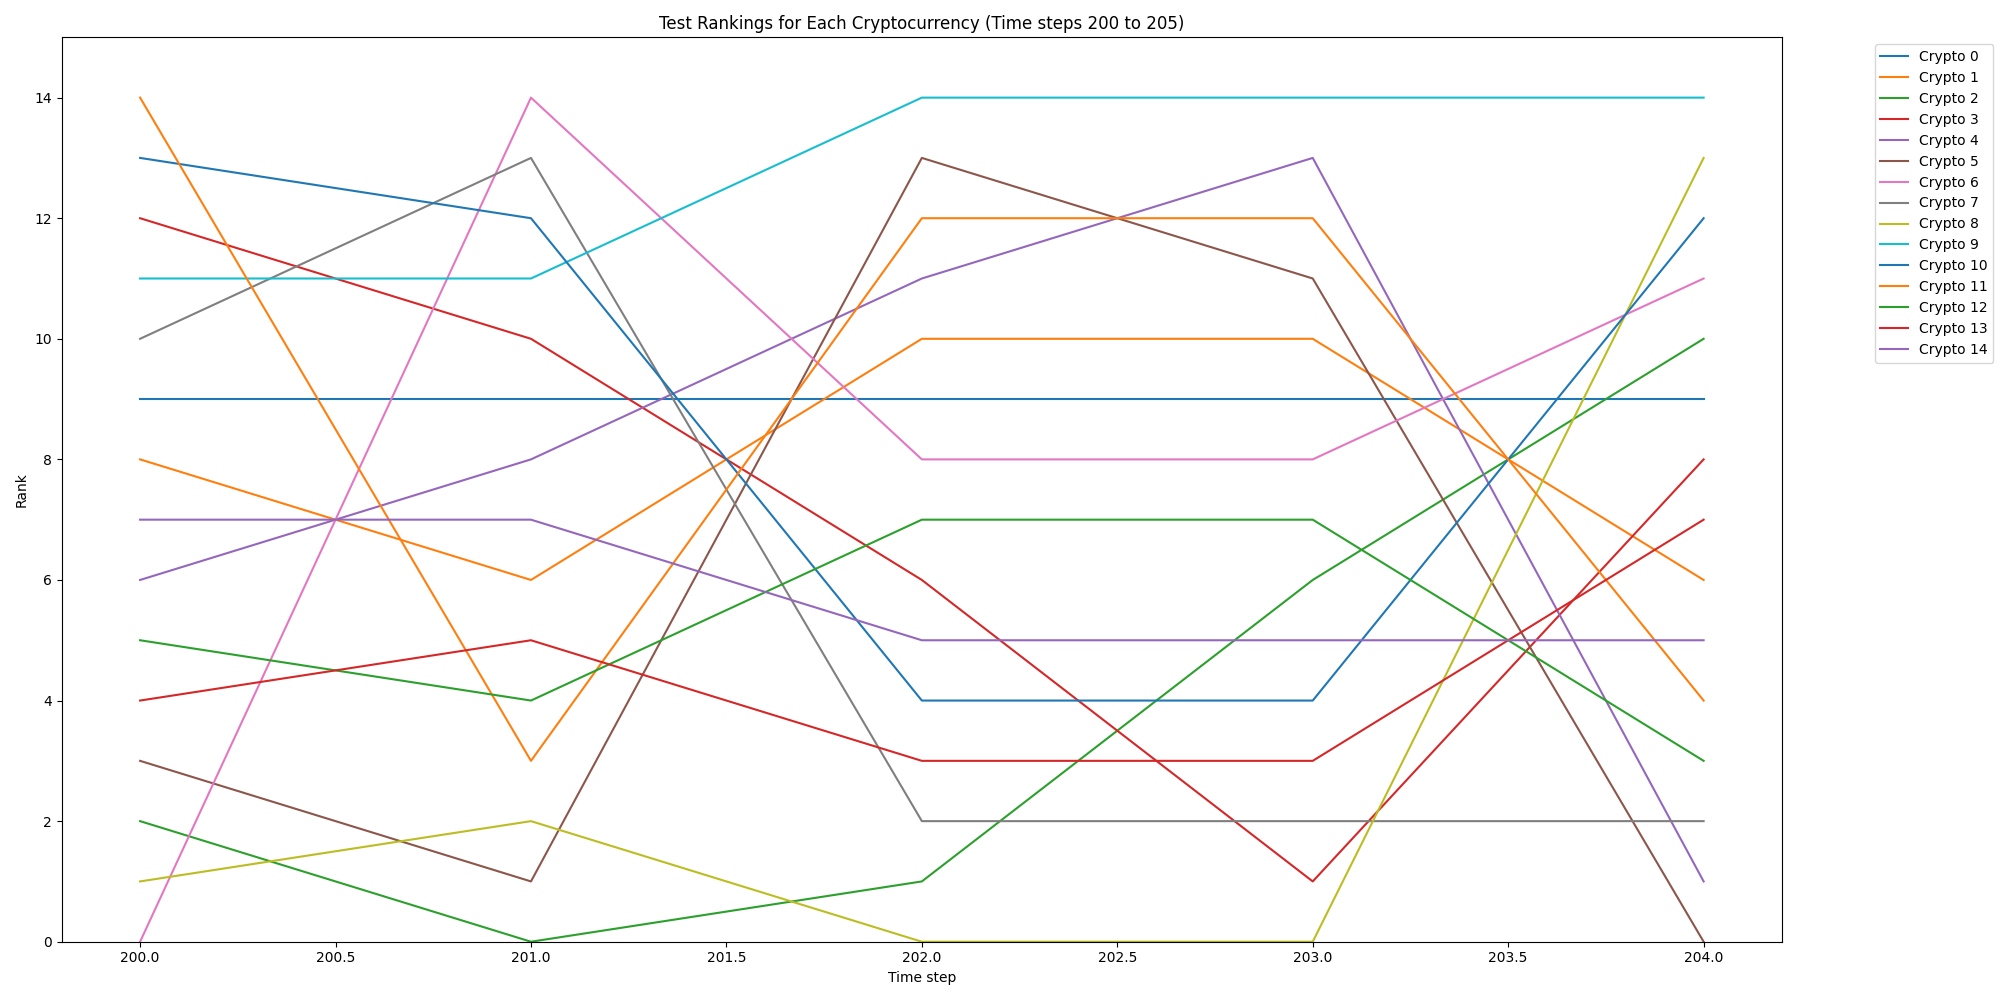 Test Rankings for Each Cryptocurrency (Time steps 200 to 205)
Crypto 0
Crypto 1
Crypto 2
Crypto 3
Crypto 4
Crypto 5
Crypto 6
Crypto 7
Crypto 8
Crypto 9
Crypto 10
Crypto 11
Crypto 12
Crypto 13
Crypto 14
Rank
14
12
10
8
6
4
2
0
200.0 200.5 201.0 201.5 202.0 202.5 203.0 203.5 204.0
Time step